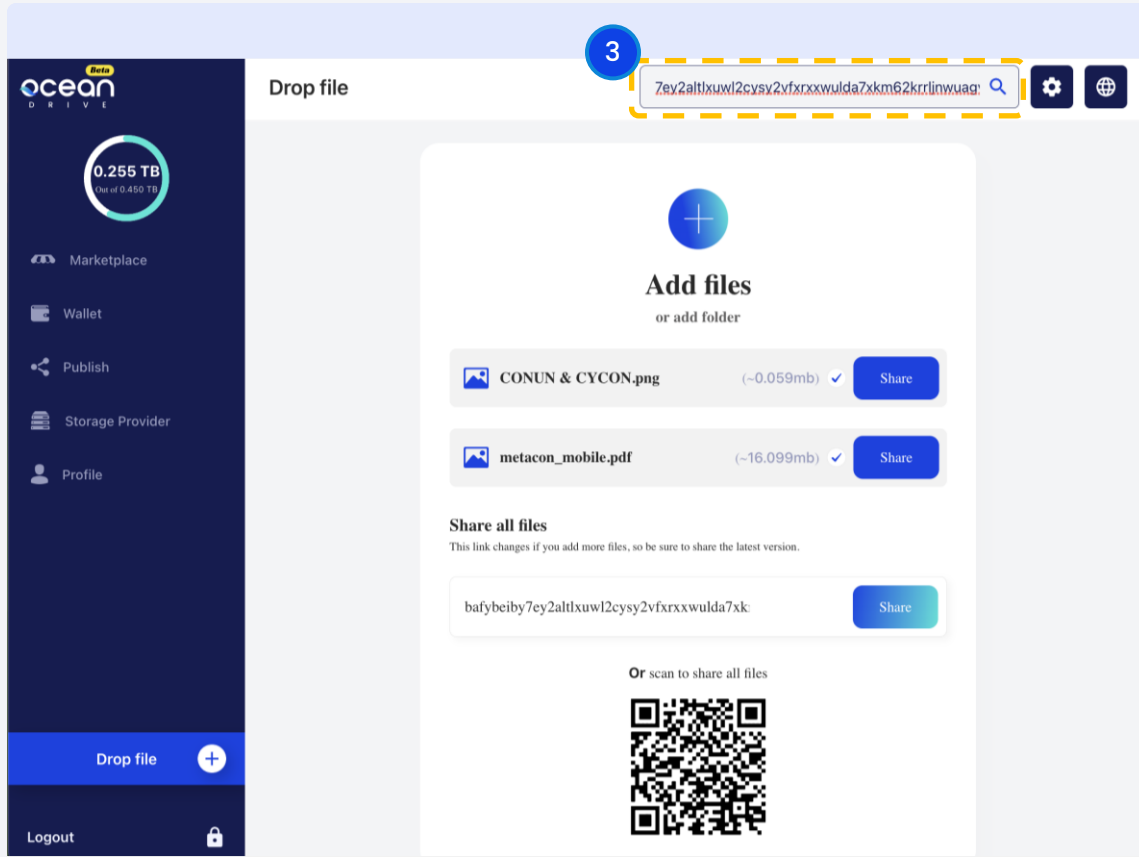 3
Beta
ocean
DRIVE
Drop file
7ey2altlxuwl2cysy2vfxrxxwulda7xkm62krrljnwuag
0.255 TB
Out of 0.450 TB
Marketplace
Wallet
Publish
Storage Provider
Profile
Drop file
Logout
Add files
or add folder
CONUN & CYCON.png (~0.059mb) Share
metacon_mobile.pdf (~16.099mb) Share
Share all files
This link changes if you add more files, so be sure to share the latest version.
bafybeiby7ey2altlxuwl2cysy2vfxrxxwulda7xk Share
Or scan to share all files